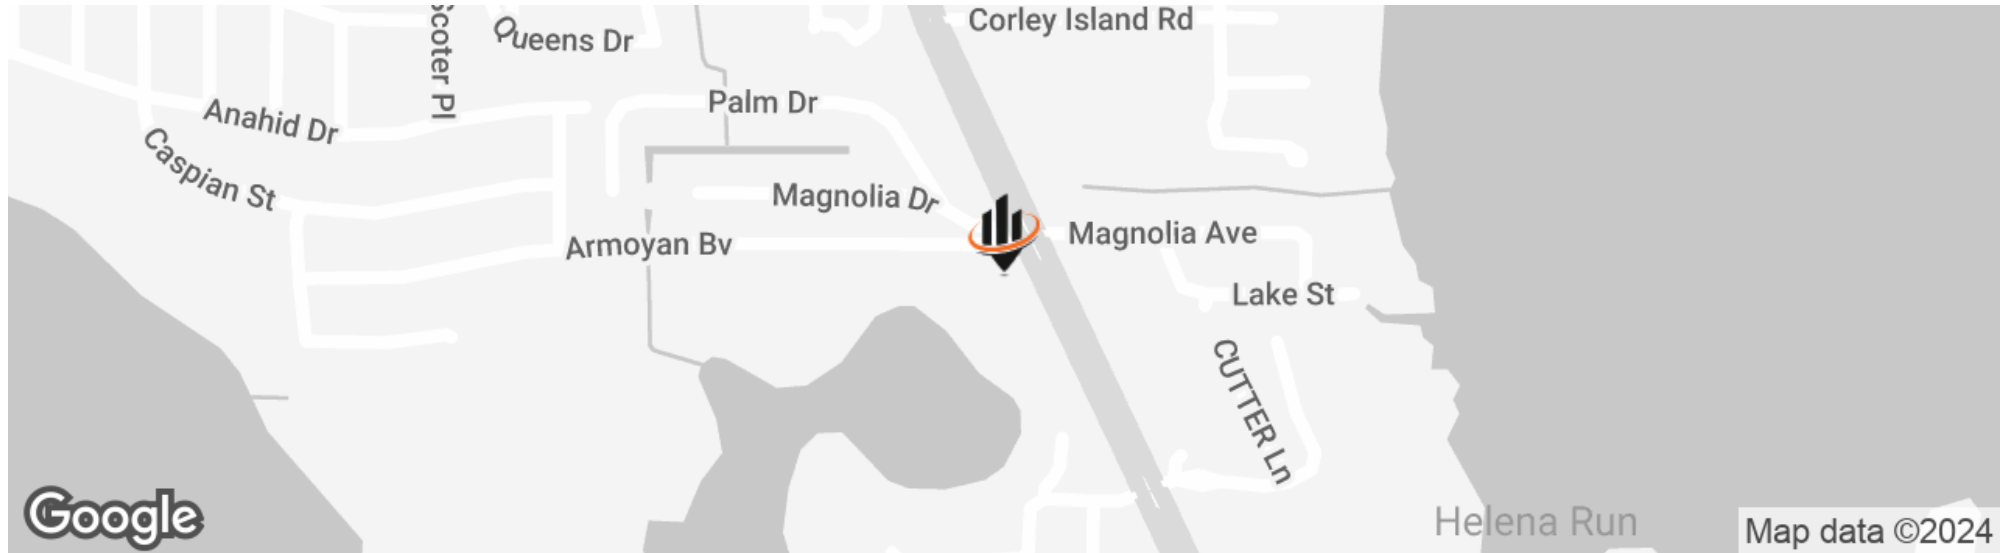 Corley Island Rd
Scooter Pl
Queens Dr
Palm Dr
Anahid Dr
Caspian St
Magnolia Dr
Magnolia Ave
Armoyan Bv
Lake St
CUTTER Ln
Google
Helena Run
Map data ©2024